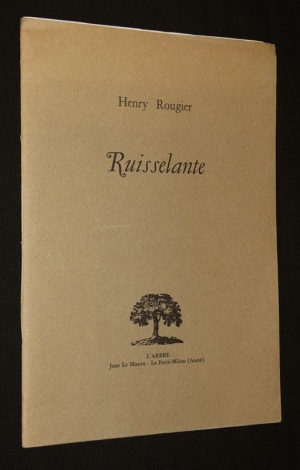 Henry Rougier
Ruisselante
L'ARBRE
Jean Le Mauve - La Ferté Milon (Aisne)